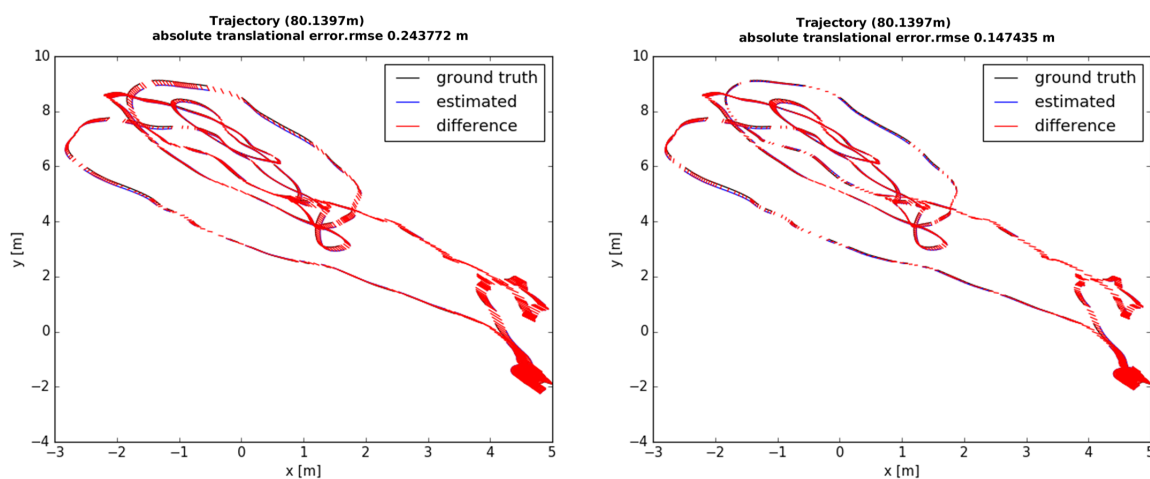 Trajectory (80.1397m)
absolute translational error.rmse 0.243772 m
10
8
6
4
2
0
−2
−4
y [m]
−3 −2 −1 0 1 2 3 4 5
x [m]
ground truth
estimated
difference
Trajectory (80.1397m)
absolute translational error.rmse 0.147435 m
10
8
6
4
2
0
−2
−4
y [m]
−3 −2 −1 0 1 2 3 4
x [m]
ground truth
estimated
difference